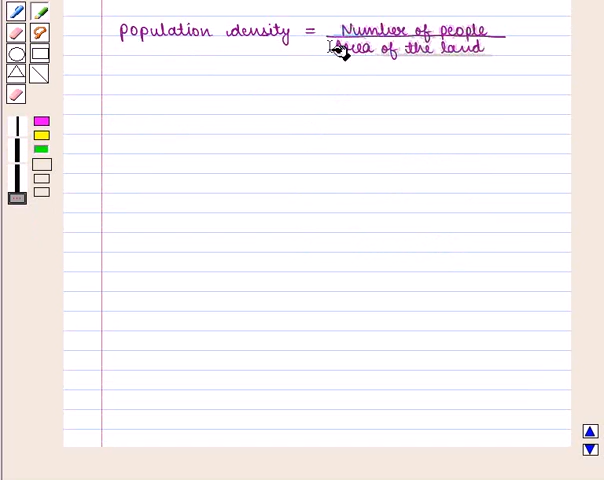 Population density = Number of people
Area of the land